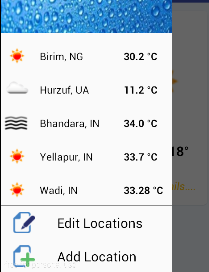 Birim, NG 30.2 °C
Hurzuf, UA 11.2 °C
Bhandara, IN 34.0 °C
Yellapur, IN 33.7 °C
Wadi, IN 33.28 °C
18°
Edit Locations
Add Location